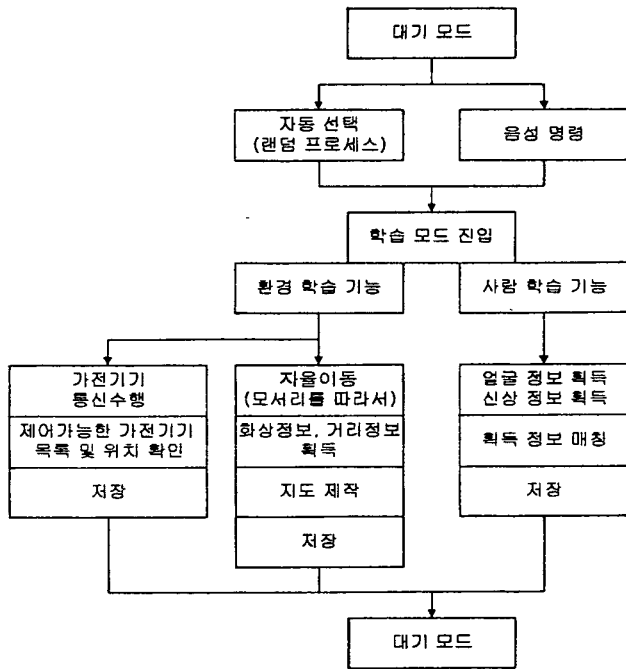 대기 모드
자동 선택
(랜덤 프로세스)
음성 명령
학습 모드 진입
환경 학습 기능
사람 학습 기능
가전기기
통신수행
제어가능한 가전기기
목록 및 위치 확인
저장
자율이동
(모서리를 따라서)
화상정보, 거리정보
획득
지도 제작
저장
얼굴 정보 획득
신상 정보 획득
획득 정보 매칭
저장
대기 모드